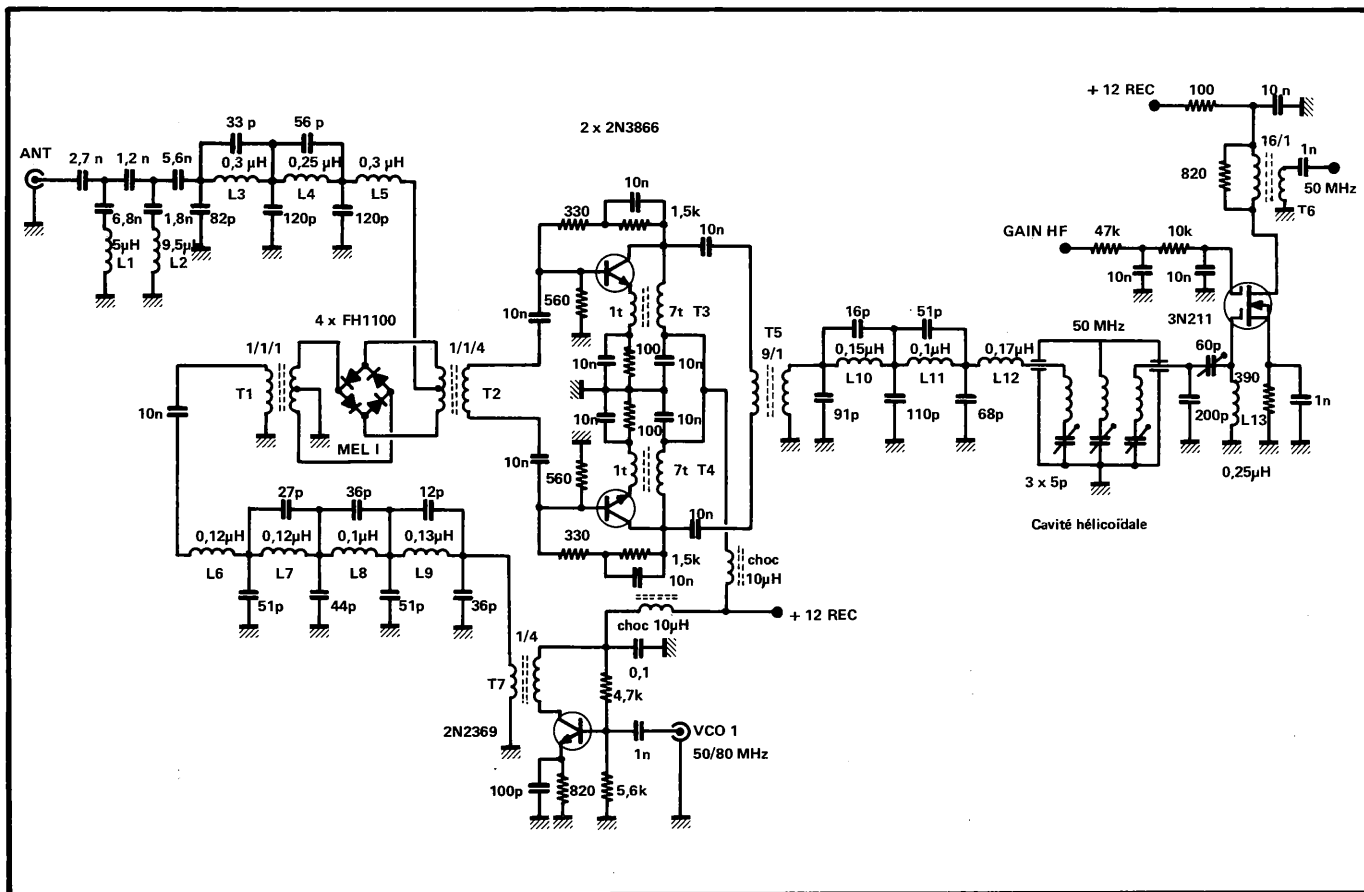 + 12 REC
100
10 n
16/1
1n
820
50 MHz
T6
GAIN HF
47k
10k
10n
10n
3N211
2 x 2N3866
ANT
2,7 n
1,2 n
5,6n
33 p
56 p
0,3 µH
0,25 µH
0,3 µH
L3
L4
L5
6,8n
1,8n
82p
120p
120p
5µH
9,5µH
L1
L2
4 x FH1100
1/1/1
1/1/4
T1
T2
MEL I
10n
10n
330
1,5k
10n
10n
560
1t
7t
T3
100
10n
10n
10n
10n
100
10n
560
1t
7t
T4
10n
330
1,5k
10n
T5
9/1
16p
51p
0,15µH
0,1µH
0,17µH
L10
L11
L12
91p
110p
68p
50 MHz
3 x 5p
Cavité hélicoïdale
60p
200p
390
L13
0,25µH
1n
27p
36p
12p
0,12µH
0,12µH
0,1µH
0,13µH
L6
L7
L8
L9
51p
44p
51p
36p
choc
10µH
choc 10µH
+ 12 REC
1/4
T7
0,1
4,7k
2N2369
1n
VCO 1
50/80 MHz
100p
820
5,6k